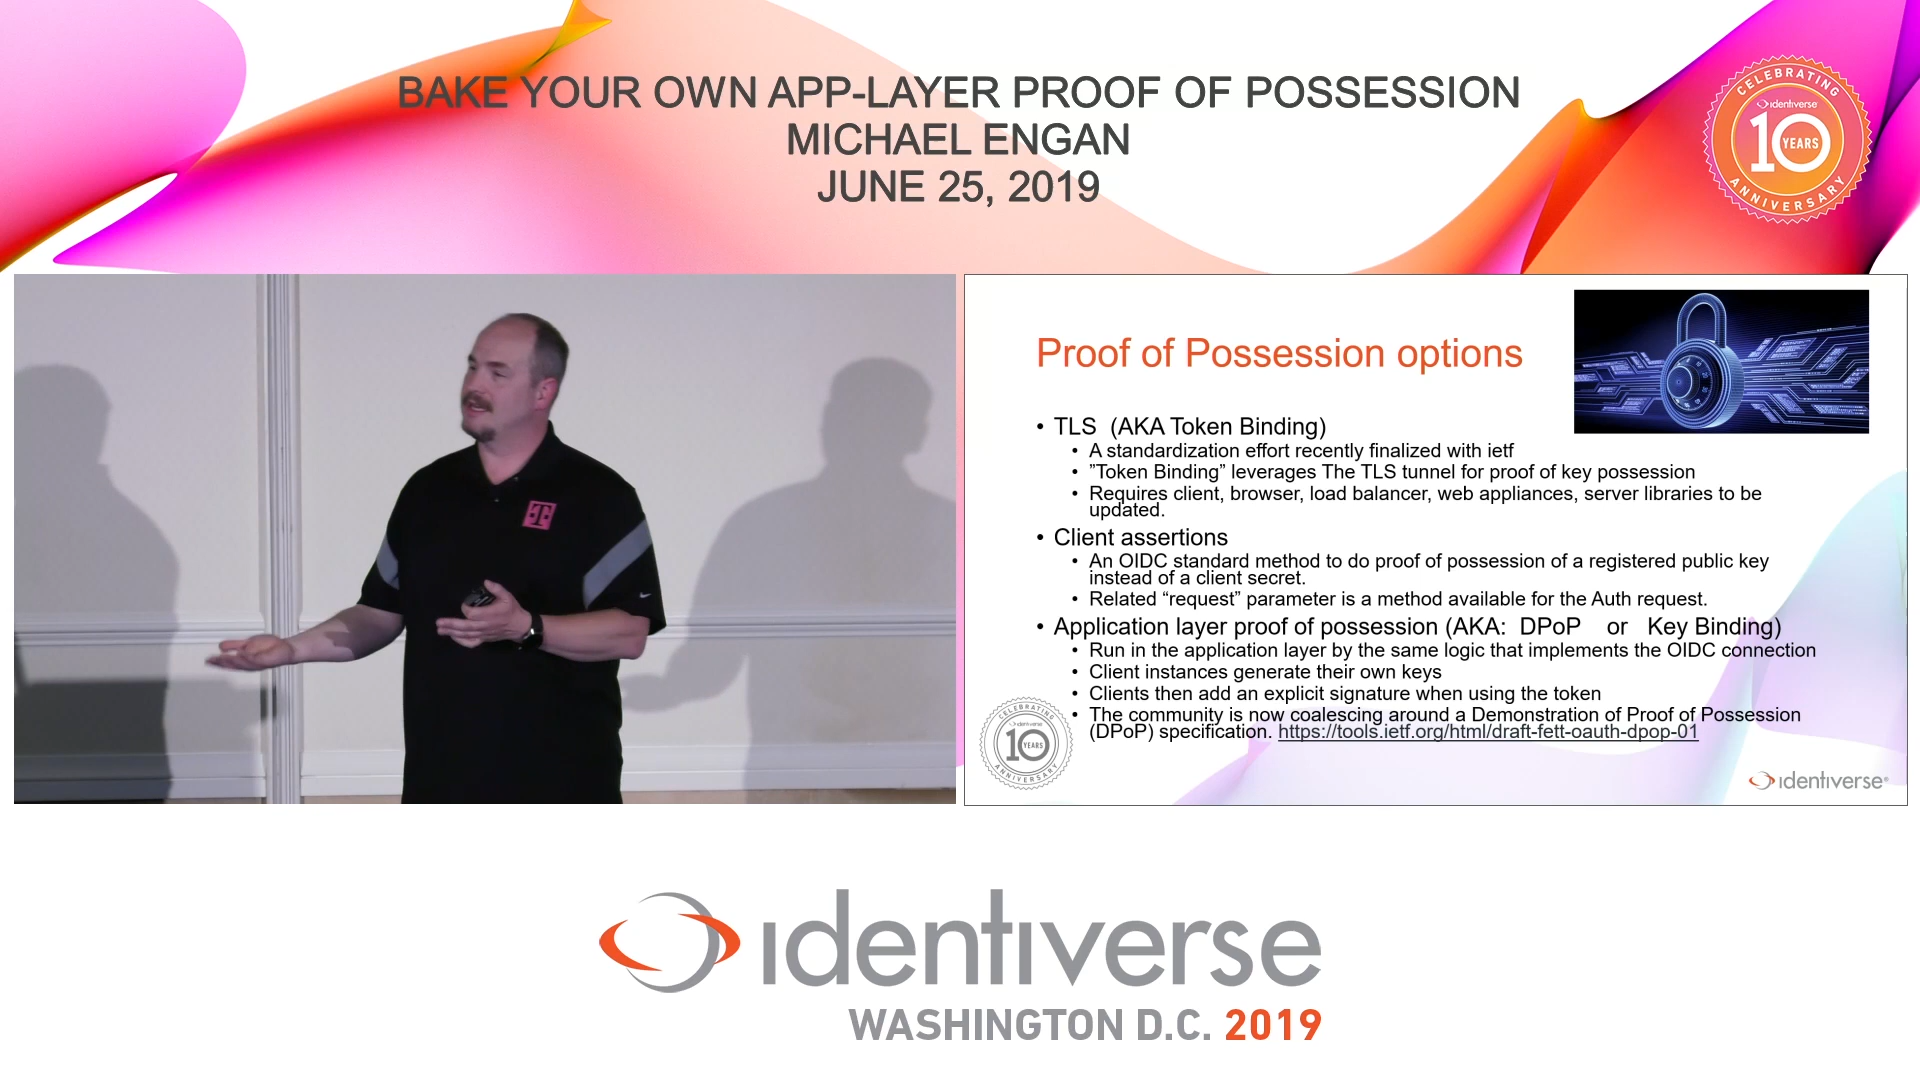 BAKE YOUR OWN APP-LAYER PROOF OF POSSESSION
MICHAEL ENGAN
JUNE 25, 2019
CELEBRATING
identiverse
10
YEARS
ANNIVERSARY
T
Proof of Possession options
• TLS (AKA Token Binding)
• A standardization effort recently finalized with ietf
• ”Token Binding” leverages The TLS tunnel for proof of key possession
• Requires client, browser, load balancer, web appliances, server libraries to be
updated.
• Client assertions
• An OIDC standard method to do proof of possession of a registered public key
instead of a client secret.
• Related “request” parameter is a method available for the Auth request.
• Application layer proof of possession (AKA: DPoP or Key Binding)
• Run in the application layer by the same logic that implements the OIDC connection
• Client instances generate their own keys
• Clients then add an explicit signature when using the token
• The community is now coalescing around a Demonstration of Proof of Possession
(DPoP) specification. https://tools.ietf.org/html/draft-fett-oauth-dpop-01
CELEBRATING
identiverse
10
YEARS
ANNIVERSARY
identiverse®
identiverse
WASHINGTON D.C. 2019